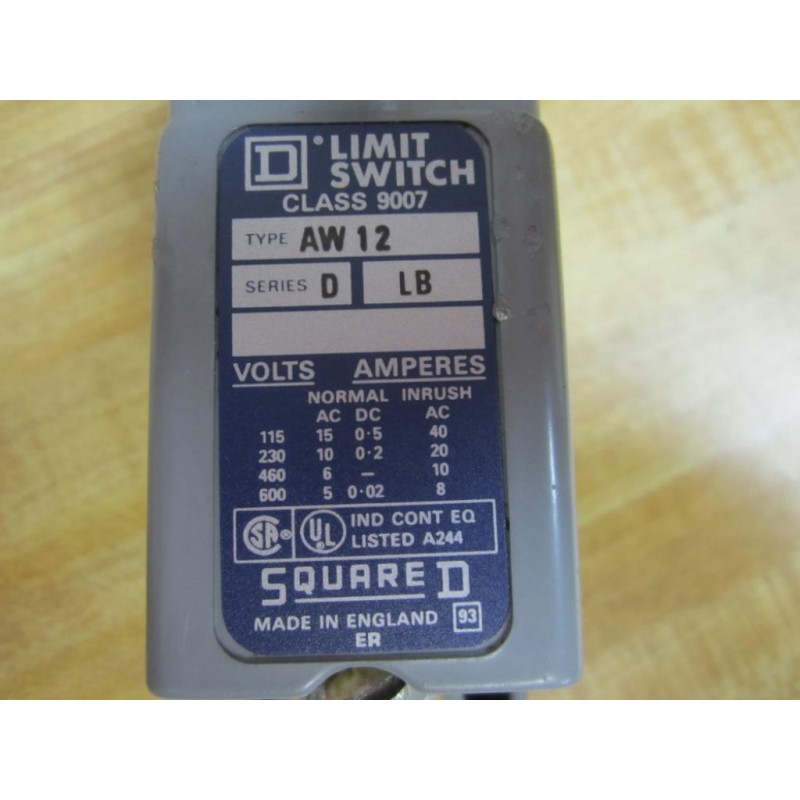 D LIMIT
SWITCH
CLASS 9007
TYPE AW 12
SERIES D LB
VOLTS AMPERES
NORMAL INRUSH
AC DC AC
115 15 0·5 40
230 10 0·2 20
460 6 — 10
600 5 0·02 8
SA ® UL ® IND CONT EQ
LISTED A244
SQUARE D
MADE IN ENGLAND 93
ER